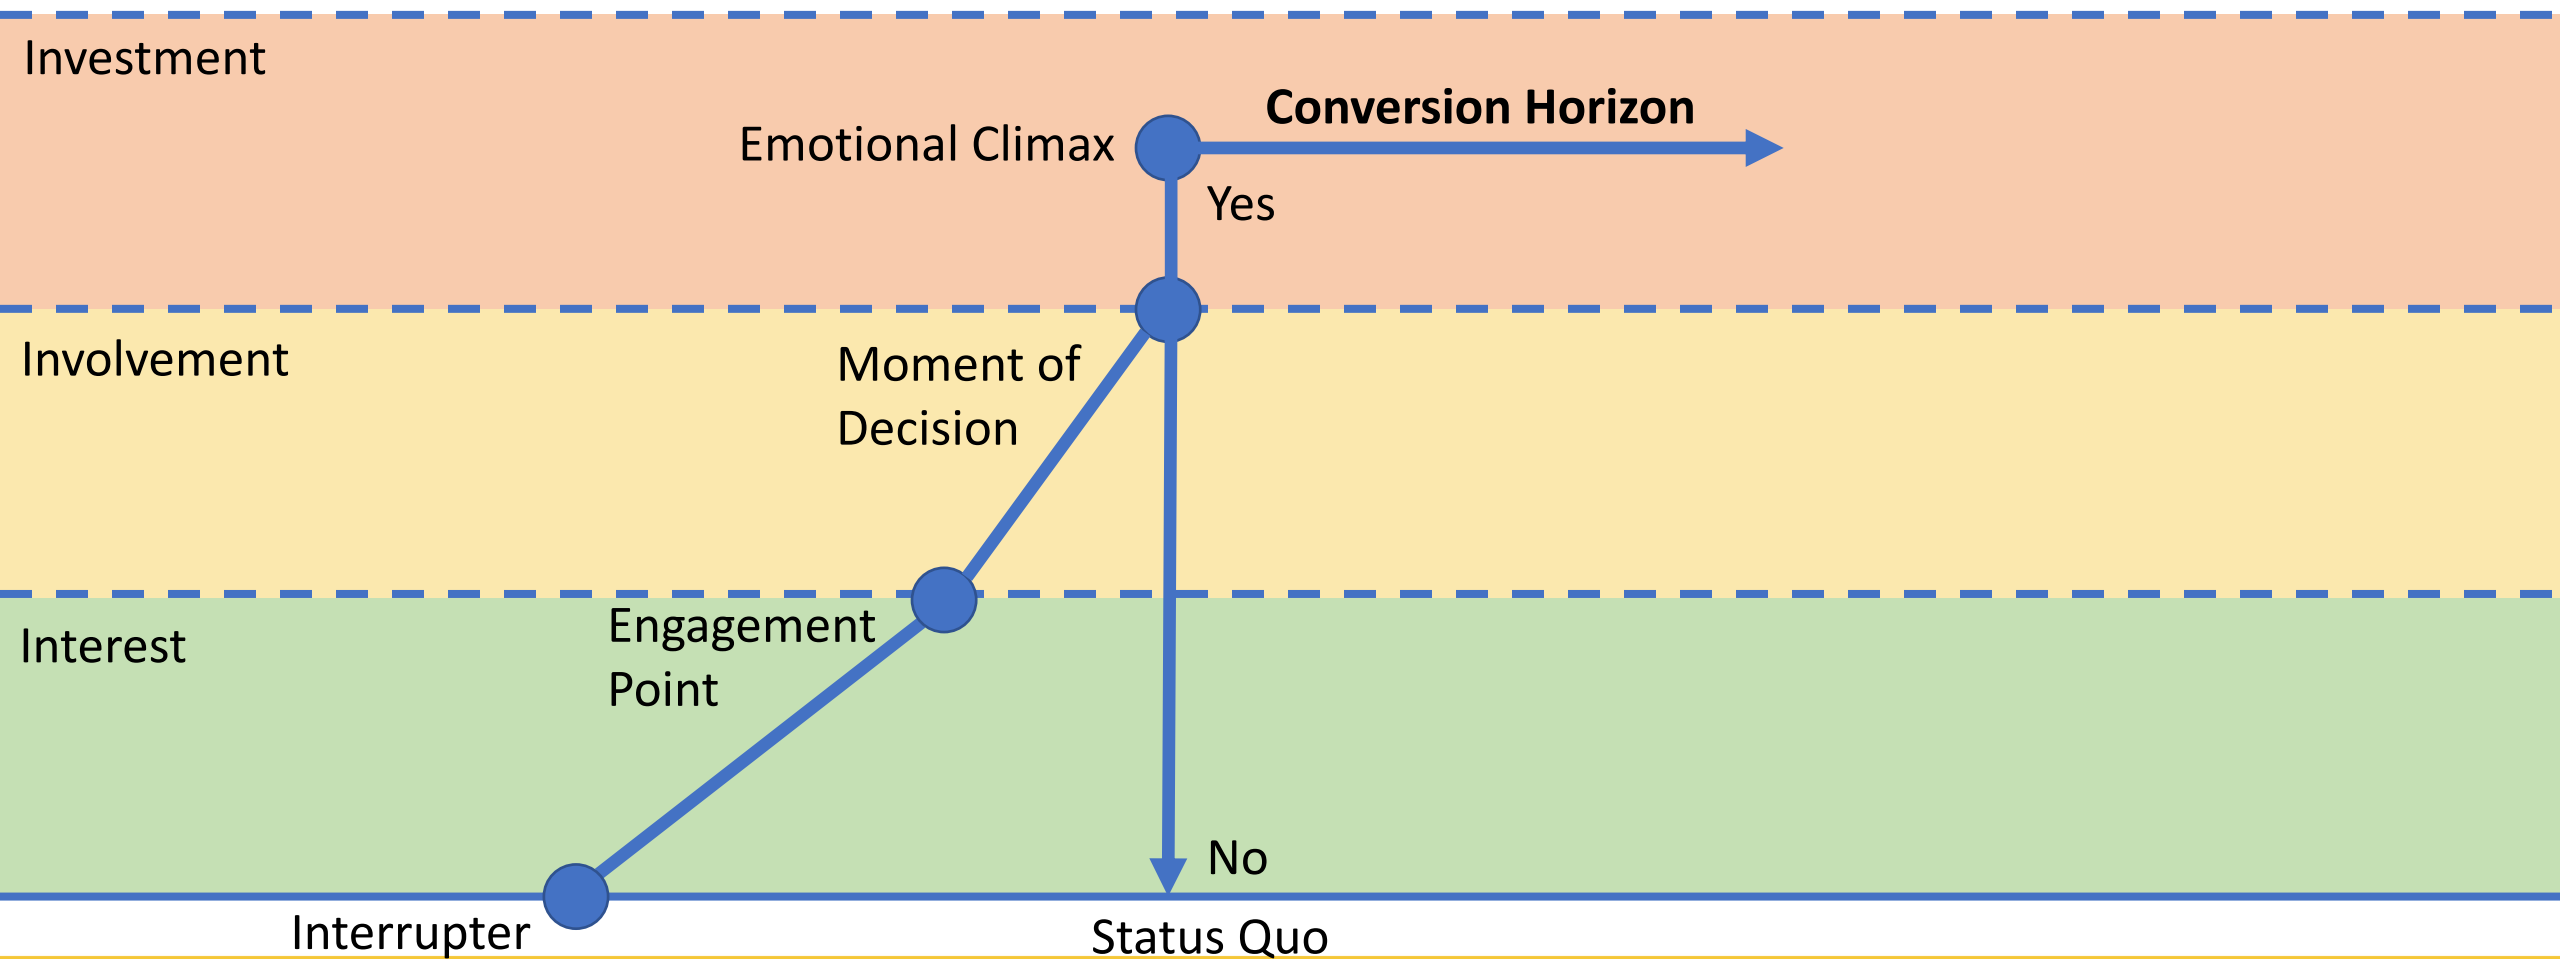 Investment
Conversion Horizon
Emotional Climax
Yes
Involvement
Moment of
Decision
Engagement
Point
Interest
No
Interrupter
Status Quo